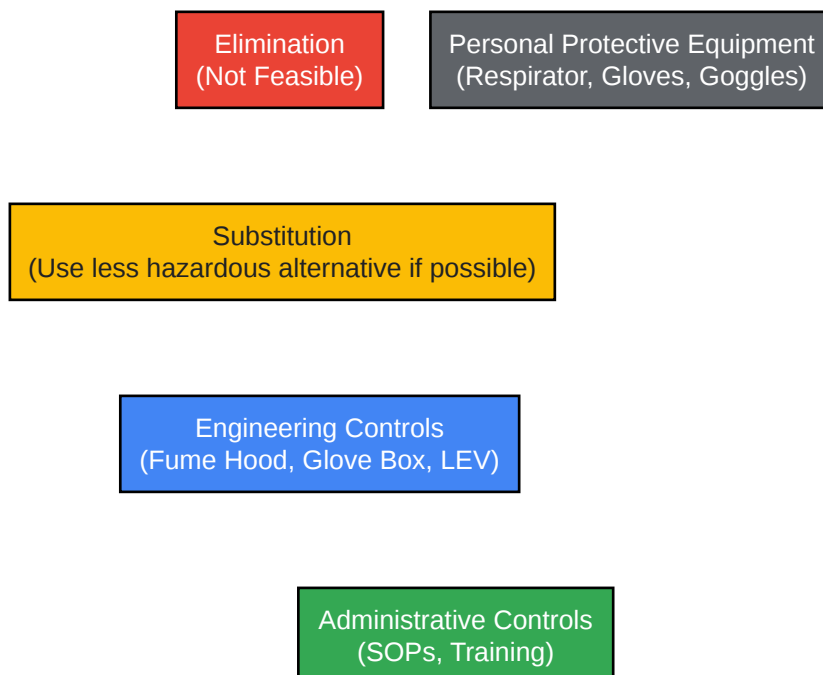 Elimination
(Not Feasible)
Personal Protective Equipment
(Respirator, Gloves, Goggles)
Substitution
(Use less hazardous alternative if possible)
Engineering Controls
(Fume Hood, Glove Box, LEV)
Administrative Controls
(SOPs, Training)